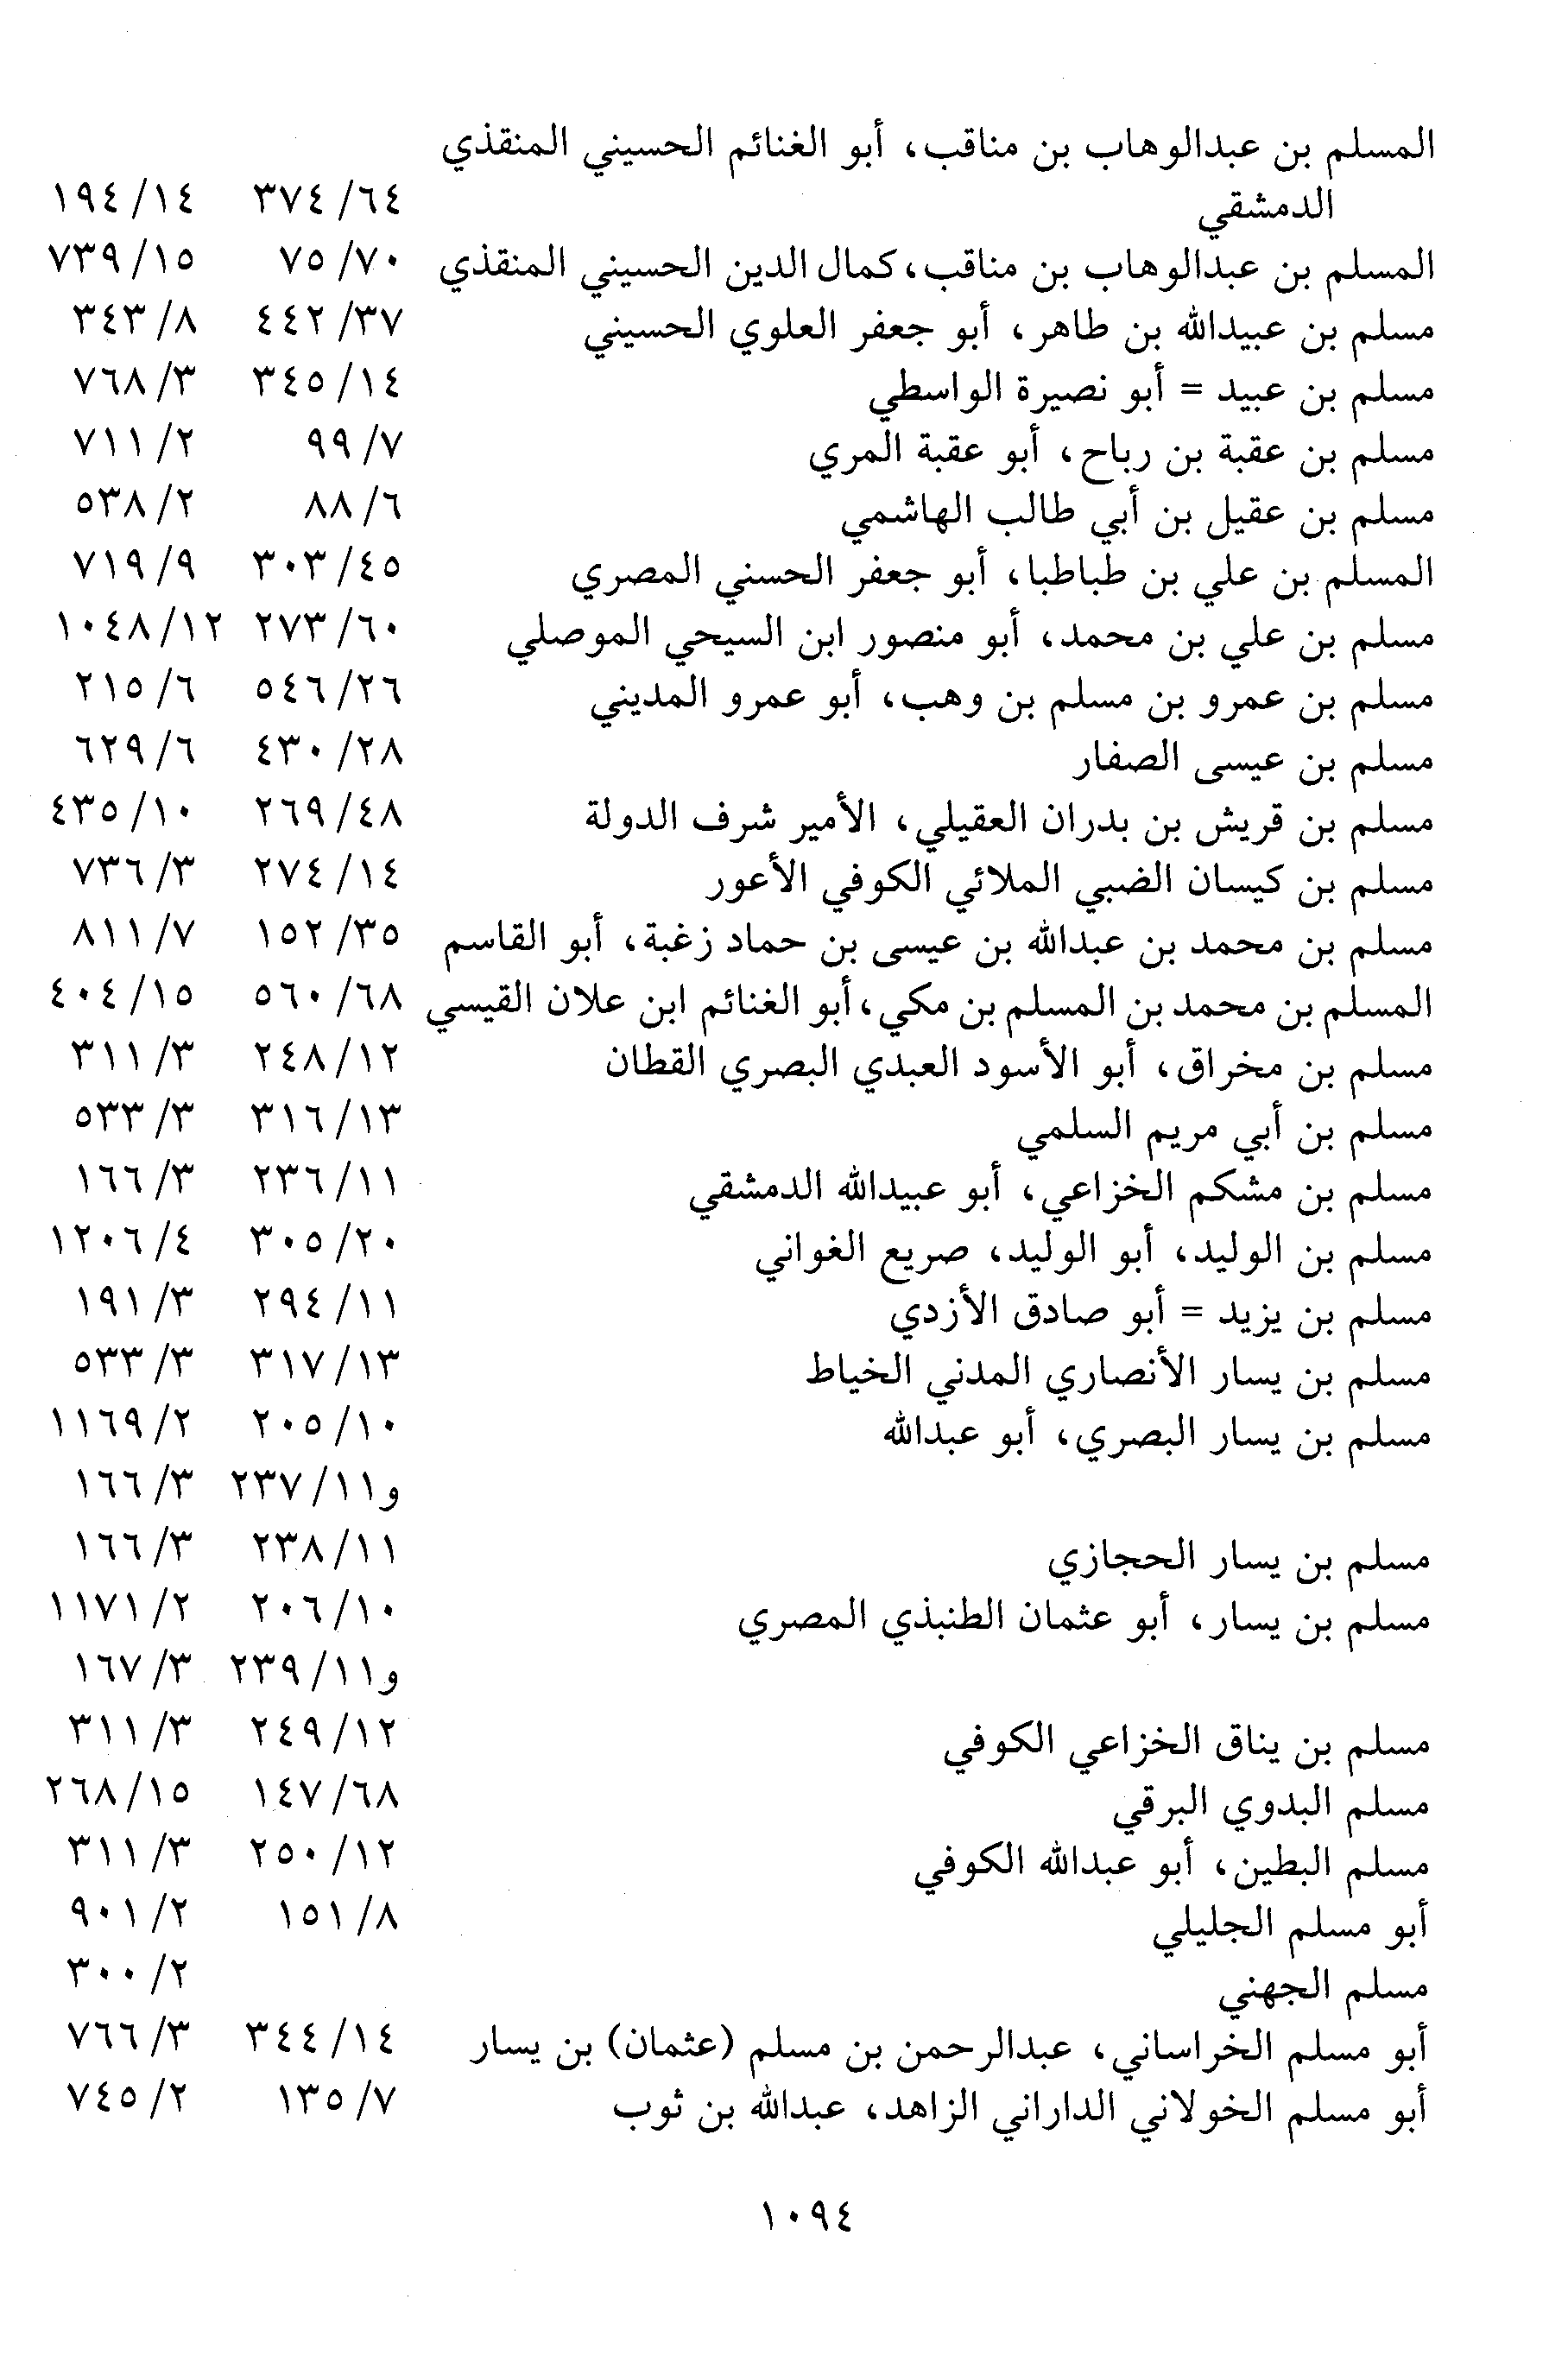 المسلم بن عبدالوهاب بن مناقب، أبو الغنائم الحسيني المنقذي
الدمشقي ٦٤/ ٣٧٤ ١٤/ ١٩٤
المسلم بن عبدالوهاب بن مناقب، كمال الدين الحسيني المنقذي ٧٠/ ٧٥ ١٥/ ٧٣٩
مسلم بن عبيدالله بن طاهر، أبو جعفر العلوي الحسيني ٣٧/ ٤٤٢ ٨/ ٣٤٣
مسلم بن عبيد = أبو نصيرة الواسطي ١٤/ ٣٤٥ ٣/ ٧٦٨
مسلم بن عقبة بن رباح، أبو عقبة المري ٧/ ٩٩ ٢/ ٧١١
مسلم بن عقيل بن أبي طالب الهاشمي ٦/ ٨٨ ٢/ ٥٣٨
المسلم بن علي بن طباطبا، أبو جعفر الحسني المصري ٤٥/ ٣٠٣ ٩/ ٧١٩
مسلم بن علي بن محمد، أبو منصور ابن السيحي الموصلي ٦٠/ ٢٧٣ ١٢/ ١٠٤٨
مسلم بن عمرو بن مسلم بن وهب، أبو عمرو المديني ٢٦/ ٥٤٦ ٦/ ٢١٥
مسلم بن عيسى الصفار ٢٨/ ٤٣٠ ٦/ ٦٢٩
مسلم بن قريش بن بدران العقيلي، الأمير شرف الدولة ٤٨/ ٢٦٩ ١٠/ ٤٣٥
مسلم بن كيسان الضبي الملائي الكوفي الأعور ١٤/ ٢٧٤ ٣/ ٧٣٦
مسلم بن محمد بن عبدالله بن عيسى بن حماد زغبة، أبو القاسم ٣٥/ ١٥٢ ٧/ ٨١١
المسلم بن محمد بن المسلم بن مكي، أبو الغنائم ابن علان القيسي ٦٨/ ٥٦٠ ١٥/ ٤٠٤
مسلم بن مخراق، أبو الأسود العبدي البصري القطان ١٢/ ٢٤٨ ٣/ ٣١١
مسلم بن أبي مريم السلمي ١٣/ ٣١٦ ٣/ ٥٣٣
مسلم بن مشكم الخزاعي، أبو عبيدالله الدمشقي ١١/ ٢٣٦ ٣/ ١٦٦
مسلم بن الوليد، أبو الوليد، صريع الغواني ٢٠/ ٣٠٥ ٤/ ١٢٠٦
مسلم بن يزيد = أبو صادق الأزدي ١١/ ٢٩٤ ٣/ ١٩١
مسلم بن يسار الأنصاري المدني الخياط ١٣/ ٣١٧ ٣/ ٥٣٣
مسلم بن يسار البصري، أبو عبدالله ١٠/ ٢٠٥ ٢/ ١١٦٩
و١١/ ٢٣٧ ٣/ ١٦٦
مسلم بن يسار الحجازي ١١/ ٢٣٨ ٣/ ١٦٦
مسلم بن يسار، أبو عثمان الطنبذي المصري ١٠/ ٢٠٦ ٢/ ١١٧١
و١١/ ٢٣٩ ٣/ ١٦٧
مسلم بن يناق الخزاعي الكوفي ١٢/ ٢٤٩ ٣/ ٣١١
مسلم البدوي البرقي ٦٨/ ١٤٧ ١٥/ ٢٦٨
مسلم البطين، أبو عبدالله الكوفي ١٢/ ٢٥٠ ٣/ ٣١١
أبو مسلم الجليلي ٨/ ١٥١ ٢/ ٩٠١
مسلم الجهني ٢/ ٣٠٠
أبو مسلم الخراساني، عبدالرحمن بن مسلم (عثمان) بن يسار ١٤/ ٣٤٤ ٣/ ٧٦٦
أبو مسلم الخولاني الداراني الزاهد، عبدالله بن ثوب ٧/ ١٣٥ ٢/ ٧٤٥
١٠٩٤